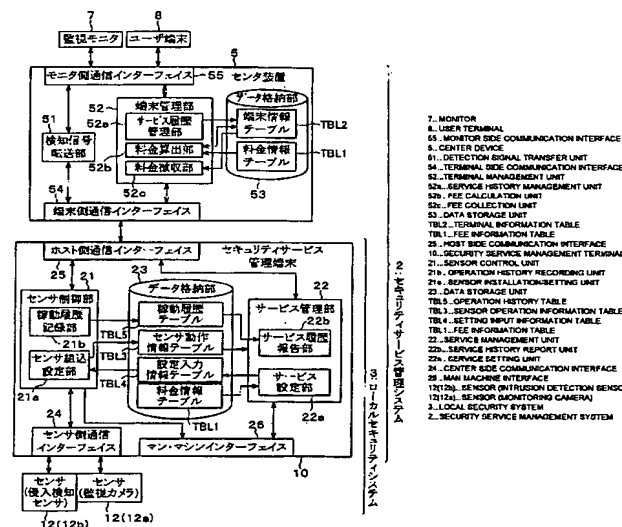 7
8
監視モニタ
ユーザ端末
5
モニタ側通信インターフェイス
55
センタ装置
51
検知信号
転送部
52
端末管理部
52a
サービス履歴
管理部
料金算出部
52b
料金徴収部
52c
データ格納部
端末情報
テーブル
TBL2
料金情報
テーブル
TBL1
53
54
端末側通信インターフェイス
ホスト側通信インターフェイス
25
セキュリティサービス
管理端末
21
センサ制御部
稼動履歴
記録部
21b
センサ組込
設定部
21a
23
データ格納部
稼動履歴
テーブル
TBL5
センサ動作
情報テーブル
TBL3
設定入力
情報テーブル
TBL4
料金情報
テーブル
TBL1
22
サービス管理部
22b
サービス履歴
報告部
サービス
設定部
22a
24
センサ側通信
インターフェイス
26
マン・マシンインターフェイス
10
センサ
(侵入検知
センサ)
センサ
(監視カメラ)
12(12b)
12(12a)
3:ローカルセキュリティシステム
2:セキュリティサービス管理システム
7...MONITOR
8...USER TERMINAL
55...MONITOR SIDE COMMUNICATION INTERFACE
5...CENTER DEVICE
51...DETECTION SIGNAL TRANSFER UNIT
54...TERMINAL SIDE COMMUNICATION INTERFACE
52...TERMINAL MANAGEMENT UNIT
52a...SERVICE HISTORY MANAGEMENT UNIT
52b...FEE CALCULATION UNIT
52c...FEE COLLECTION UNIT
53...DATA STORAGE UNIT
TBL2...TERMINAL INFORMATION TABLE
TBL1...FEE INFORMATION TABLE
25...HOST SIDE COMMUNICATION INTERFACE
10...SECURITY SERVICE MANAGEMENT TERMINAL
21...SENSOR CONTROL UNIT
21b...OPERATION HISTORY RECORDING UNIT
21a...SENSOR INSTALLATION/SETTING UNIT
23...DATA STORAGE UNIT
TBL5...OPERATION HISTORY TABLE
TBL3...SENSOR OPERATION INFORMATION TABLE
TBL4...SETTING INPUT INFORMATION TABLE
TBL1...FEE INFORMATION TABLE
22...SERVICE MANAGEMENT UNIT
22b...SERVICE HISTORY REPORT UNIT
22a...SERVICE SETTING UNIT
24...CENTER SIDE COMMUNICATION INTERFACE
26...MAN MACHINE INTERFACE
12(12b)...SENSOR (INTRUSION DETECTION SENSO
12(12a)...SENSOR (MONITORING CAMERA)
3...LOCAL SECURITY SYSTEM
2...SECURITY SERVICE MANAGEMENT SYSTEM